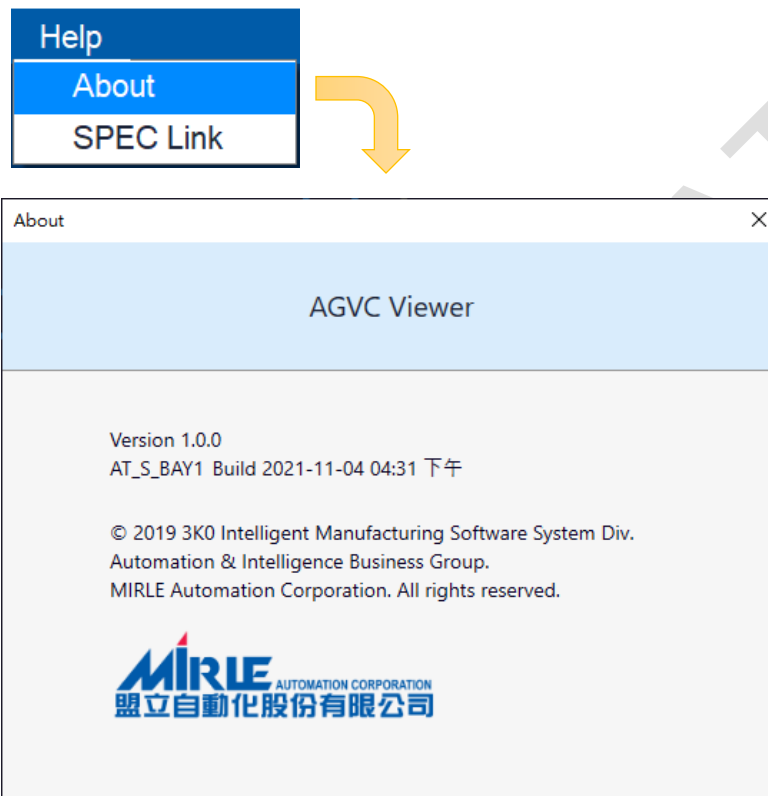 Help
About
SPEC Link
About
AGVC Viewer
Version 1.0.0
AT_S_BAY1 Build 2021-11-04 04:31 下午
© 2019 3K0 Intelligent Manufacturing Software System Div.
Automation & Intelligence Business Group.
MIRLE Automation Corporation. All rights reserved.
MIRLE AUTOMATION CORPORATION
盟立自動化股份有限公司